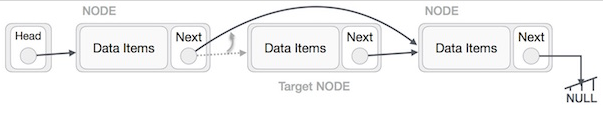 NODE
NODE
Head
Data Items
Next
Data Items
Next
Data Items
Next
Target NODE
NULL